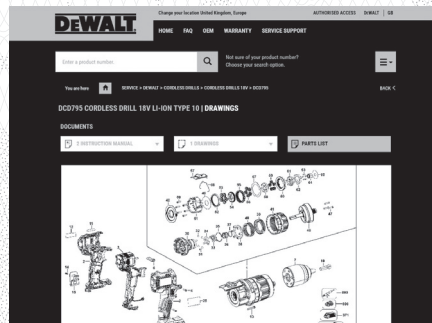 Change your location United Kingdom, Europe
AUTHORISED ACCESS DeWALT GB
DEWALT.
HOME FAQ OEM WARRANTY SERVICE SUPPORT
Enter a product number.
Not sure of your product number?
Choose your search option.
You are here SERVICE > DEWALT > CORDLESS DRILLS > CORDLESS DRILLS 18V > DCD795
BACK <
DCD795 CORDLESS DRILL 18V LI-ION TYPE 10 | DRAWINGS
DOCUMENTS
2 INSTRUCTION MANUAL
1 DRAWINGS
PARTS LIST